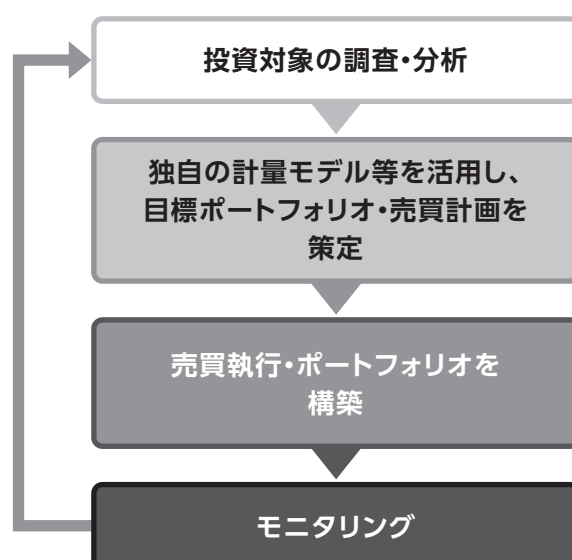 投資対象の調査・分析
独自の計量モデル等を活用し、
目標ポートフォリオ・売買計画を
策定
売買執行・ポートフォリオを
構築
モニタリング